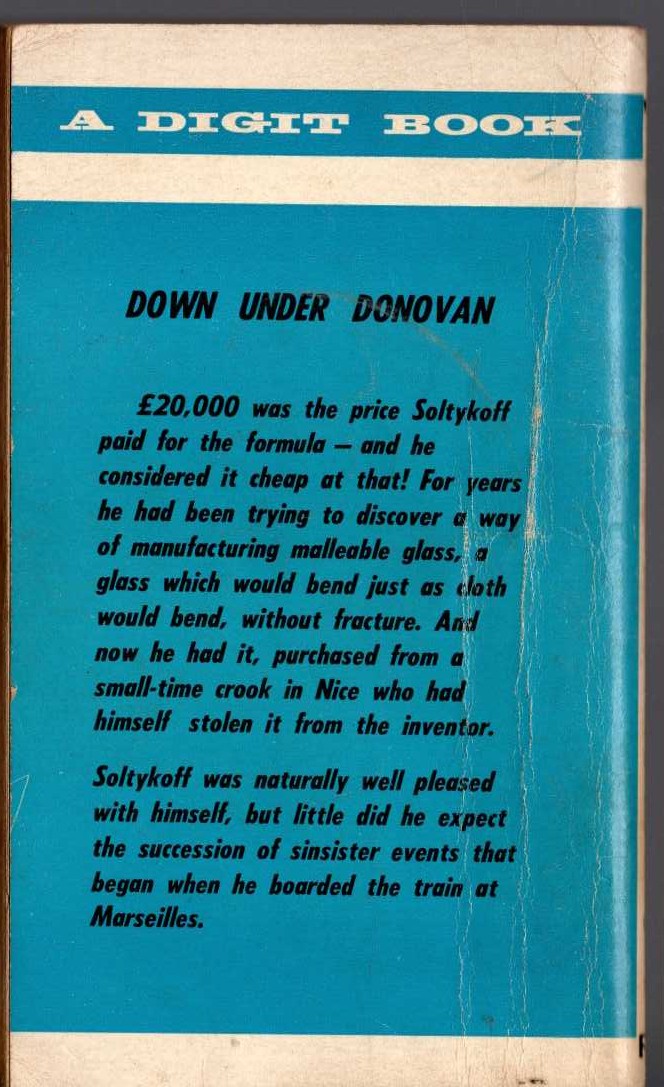 A DIGIT BOOK
DOWN UNDER DONOVAN
£20,000 was the price Soltykoff
paid for the formula – and he
considered it cheap at that! For years
he had been trying to discover a way
of manufacturing malleable glass, a
glass which would bend just as cloth
would bend, without fracture. And
now he had it, purchased from a
small-time crook in Nice who had
himself stolen it from the inventor.
Soltykoff was naturally well pleased
with himself, but little did he expect
the succession of sinsister events that
began when he boarded the train at
Marseilles.